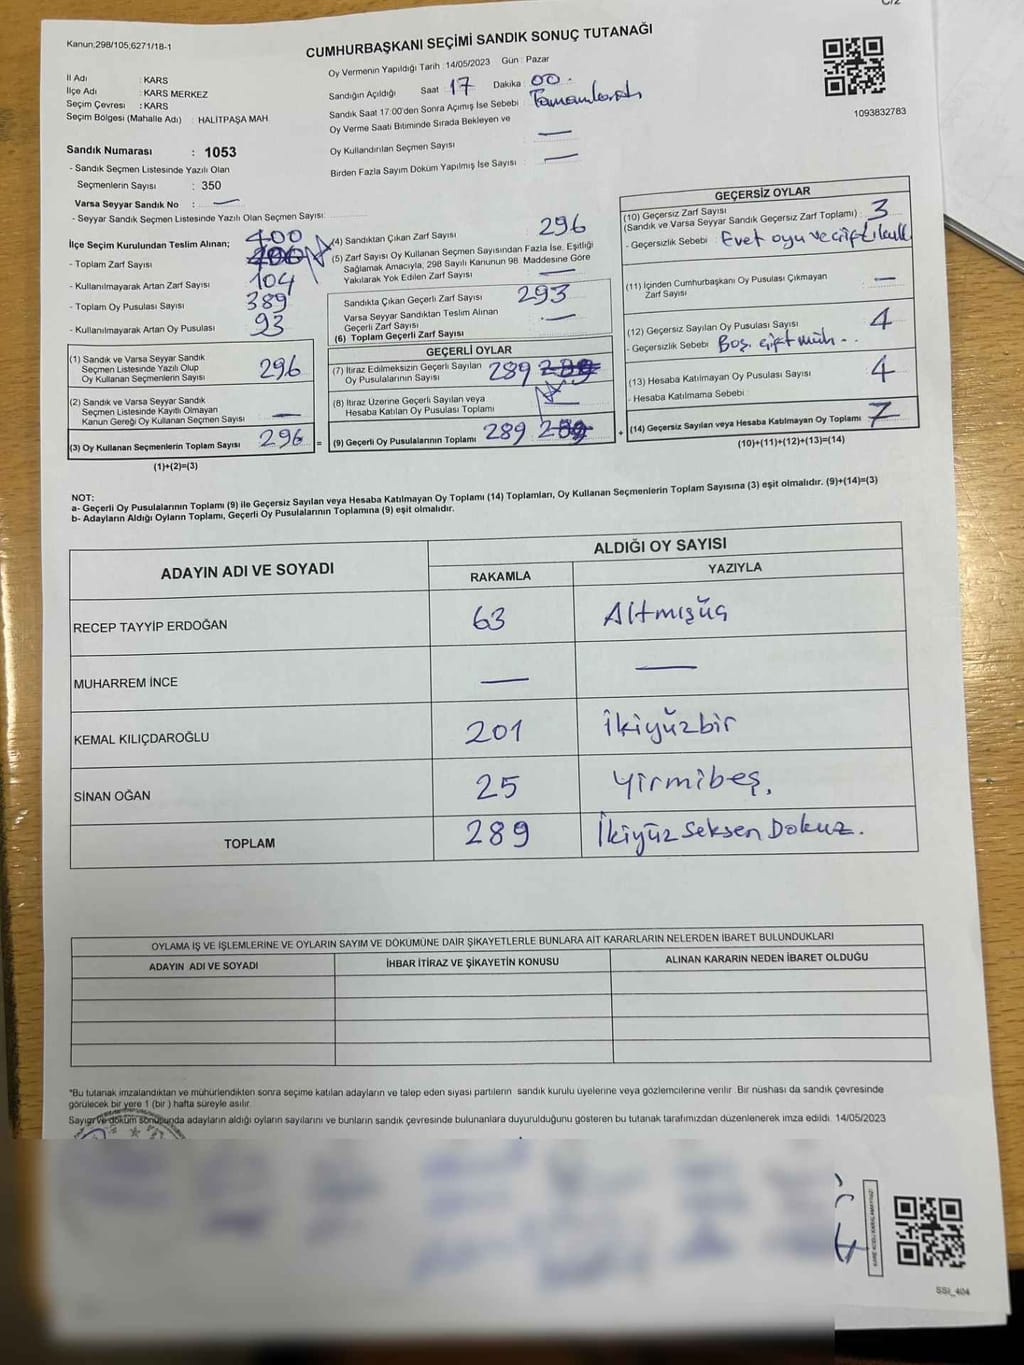 C/2
Kanun,298/105,6271/18-1
CUMHURBAŞKANI SEÇİMİ SANDIK SONUÇ TUTANAĞI
İl Adı : KARS
İlçe Adı : KARS MERKEZ
Seçim Çevresi : KARS
Seçim Bölgesi (Mahalle Adı) : HALİTPAŞA MAH
Oy Vermenin Yapıldığı Tarih : 14/05/2023 Gün : Pazar
Sandığın Açıldığı Saat 17 Dakika : 00.
Sandık Saat 17:00'den Sonra Açımış İse Sebebi :
Oy Verme Saati Bitiminde Sırada Bekleyen ve
Oy Kullandırılan Seçmen Sayısı : —
Birden Fazla Sayım Döküm Yapılmış İse Sayısı : —
1093832783
Sandık Numarası : 1053
- Sandık Seçmen Listesinde Yazılı Olan
Seçmenlerin Sayısı : 350
Varsa Seyyar Sandık No : —
- Seyyar Sandık Seçmen Listesinde Yazılı Olan Seçmen Sayısı:
İlçe Seçim Kurulundan Teslim Alınan; 400
- Toplam Zarf Sayısı
- Kullanılmayarak Artan Zarf Sayısı 104
- Toplam Oy Pusulası Sayısı 389
- Kullanılmayarak Artan Oy Pusulası 93
(1) Sandık ve Varsa Seyyar Sandık
Seçmen Listesinde Yazılı Olup
Oy Kullanan Seçmenlerin Sayısı 296
(2) Sandık ve Varsa Seyyar Sandık
Seçmen Listesinde Kayıtlı Olmayan
Kanun Gereği Oy Kullanan Seçmen Sayısı —
(3) Oy Kullanan Seçmenlerin Toplam Sayısı 296 =
(1)+(2)=(3)
(4) Sandıktan Çıkan Zarf Sayısı 296
(5) Zarf Sayısı Oy Kullanan Seçmen Sayısından Fazla İse, Eşitliği
Sağlamak Amacıyla, 298 Sayılı Kanunun 98. Maddesine Göre
Yakılarak Yok Edilen Zarf Sayısı —
Sandıkta Çıkan Geçerli Zarf Sayısı 293
Varsa Seyyar Sandıktan Teslim Alınan
Geçerli Zarf Sayısı —
(6) Toplam Geçerli Zarf Sayısı
GEÇERLİ OYLAR
(7) İtiraz Edilmeksizin Geçerli Sayılan
Oy Pusulalarının Sayısı 289
(8) İtiraz Üzerine Geçerli Sayılan veya
Hesaba Katılan Oy Pusulası Toplamı —
(9) Geçerli Oy Pusulalarının Toplamı 289 +
GEÇERSİZ OYLAR
(10) Geçersiz Zarf Sayısı
(Sandık ve Varsa Seyyar Sandık Geçersiz Zarf Toplamı) : 3
- Geçersizlik Sebebi : Evet oyu ve çift
(11) İçinden Cumhurbaşkanı Oy Pusulası Çıkmayan
Zarf Sayısı —
(12) Geçersiz Sayılan Oy Pusulası Sayısı 4
- Geçersizlik Sebebi Boş. çift müh..
(13) Hesaba Katılmayan Oy Pusulası Sayısı 4
- Hesaba Katılmama Sebebi :
(14) Geçersiz Sayılan veya Hesaba Katılmayan Oy Toplamı 7
(10)+(11)+(12)+(13)=(14)
NOT:
a- Geçerli Oy Pusulalarının Toplamı (9) ile Geçersiz Sayılan veya Hesaba Katılmayan Oy Toplamı (14) Toplamları, Oy Kullanan Seçmenlerin Toplam Sayısına (3) eşit olmalıdır. (9)+(14)=(3)
b- Adayların Aldığı Oyların Toplamı, Geçerli Oy Pusulalarının Toplamına (9) eşit olmalıdır.
ADAYIN ADI VE SOYADI ALDIĞI OY SAYISI
RAKAMLA YAZIYLA
RECEP TAYYİP ERDOĞAN 63 Altmışüç
MUHARREM İNCE — —
KEMAL KILIÇDAROĞLU 201 İkiyüzbir
SİNAN OĞAN 25 Yirmibeş.
TOPLAM 289 İkiyüz Seksen Dokuz.
OYLAMA İŞ VE İŞLEMLERİNE VE OYLARIN SAYIM VE DÖKÜMÜNE DAİR ŞİKAYETLERLE BUNLARA AİT KARARLARIN NELERDEN İBARET BULUNDUKLARI
ADAYIN ADI VE SOYADI İHBAR İTİRAZ VE ŞİKAYETİN KONUSU ALINAN KARARIN NEDEN İBARET OLDUĞU
*Bu tutanak imzalandıktan ve mühürlendikten sonra seçime katılan adayların ve talep eden siyasi partilerin sandık kurulu üyelerine veya gözlemcilerine verilir. Bir nüshası da sandık çevresinde
görülecek bir yere 1 (bir ) hafta süreyle asılır.
Sayım ve döküm sonucunda adayların aldığı oyların sayılarını ve bunların sandık çevresinde bulunanlara duyurulduğunu gösteren bu tutanak tarafımızdan düzenlenerek imza edildi. 14/05/2023
SSI_404